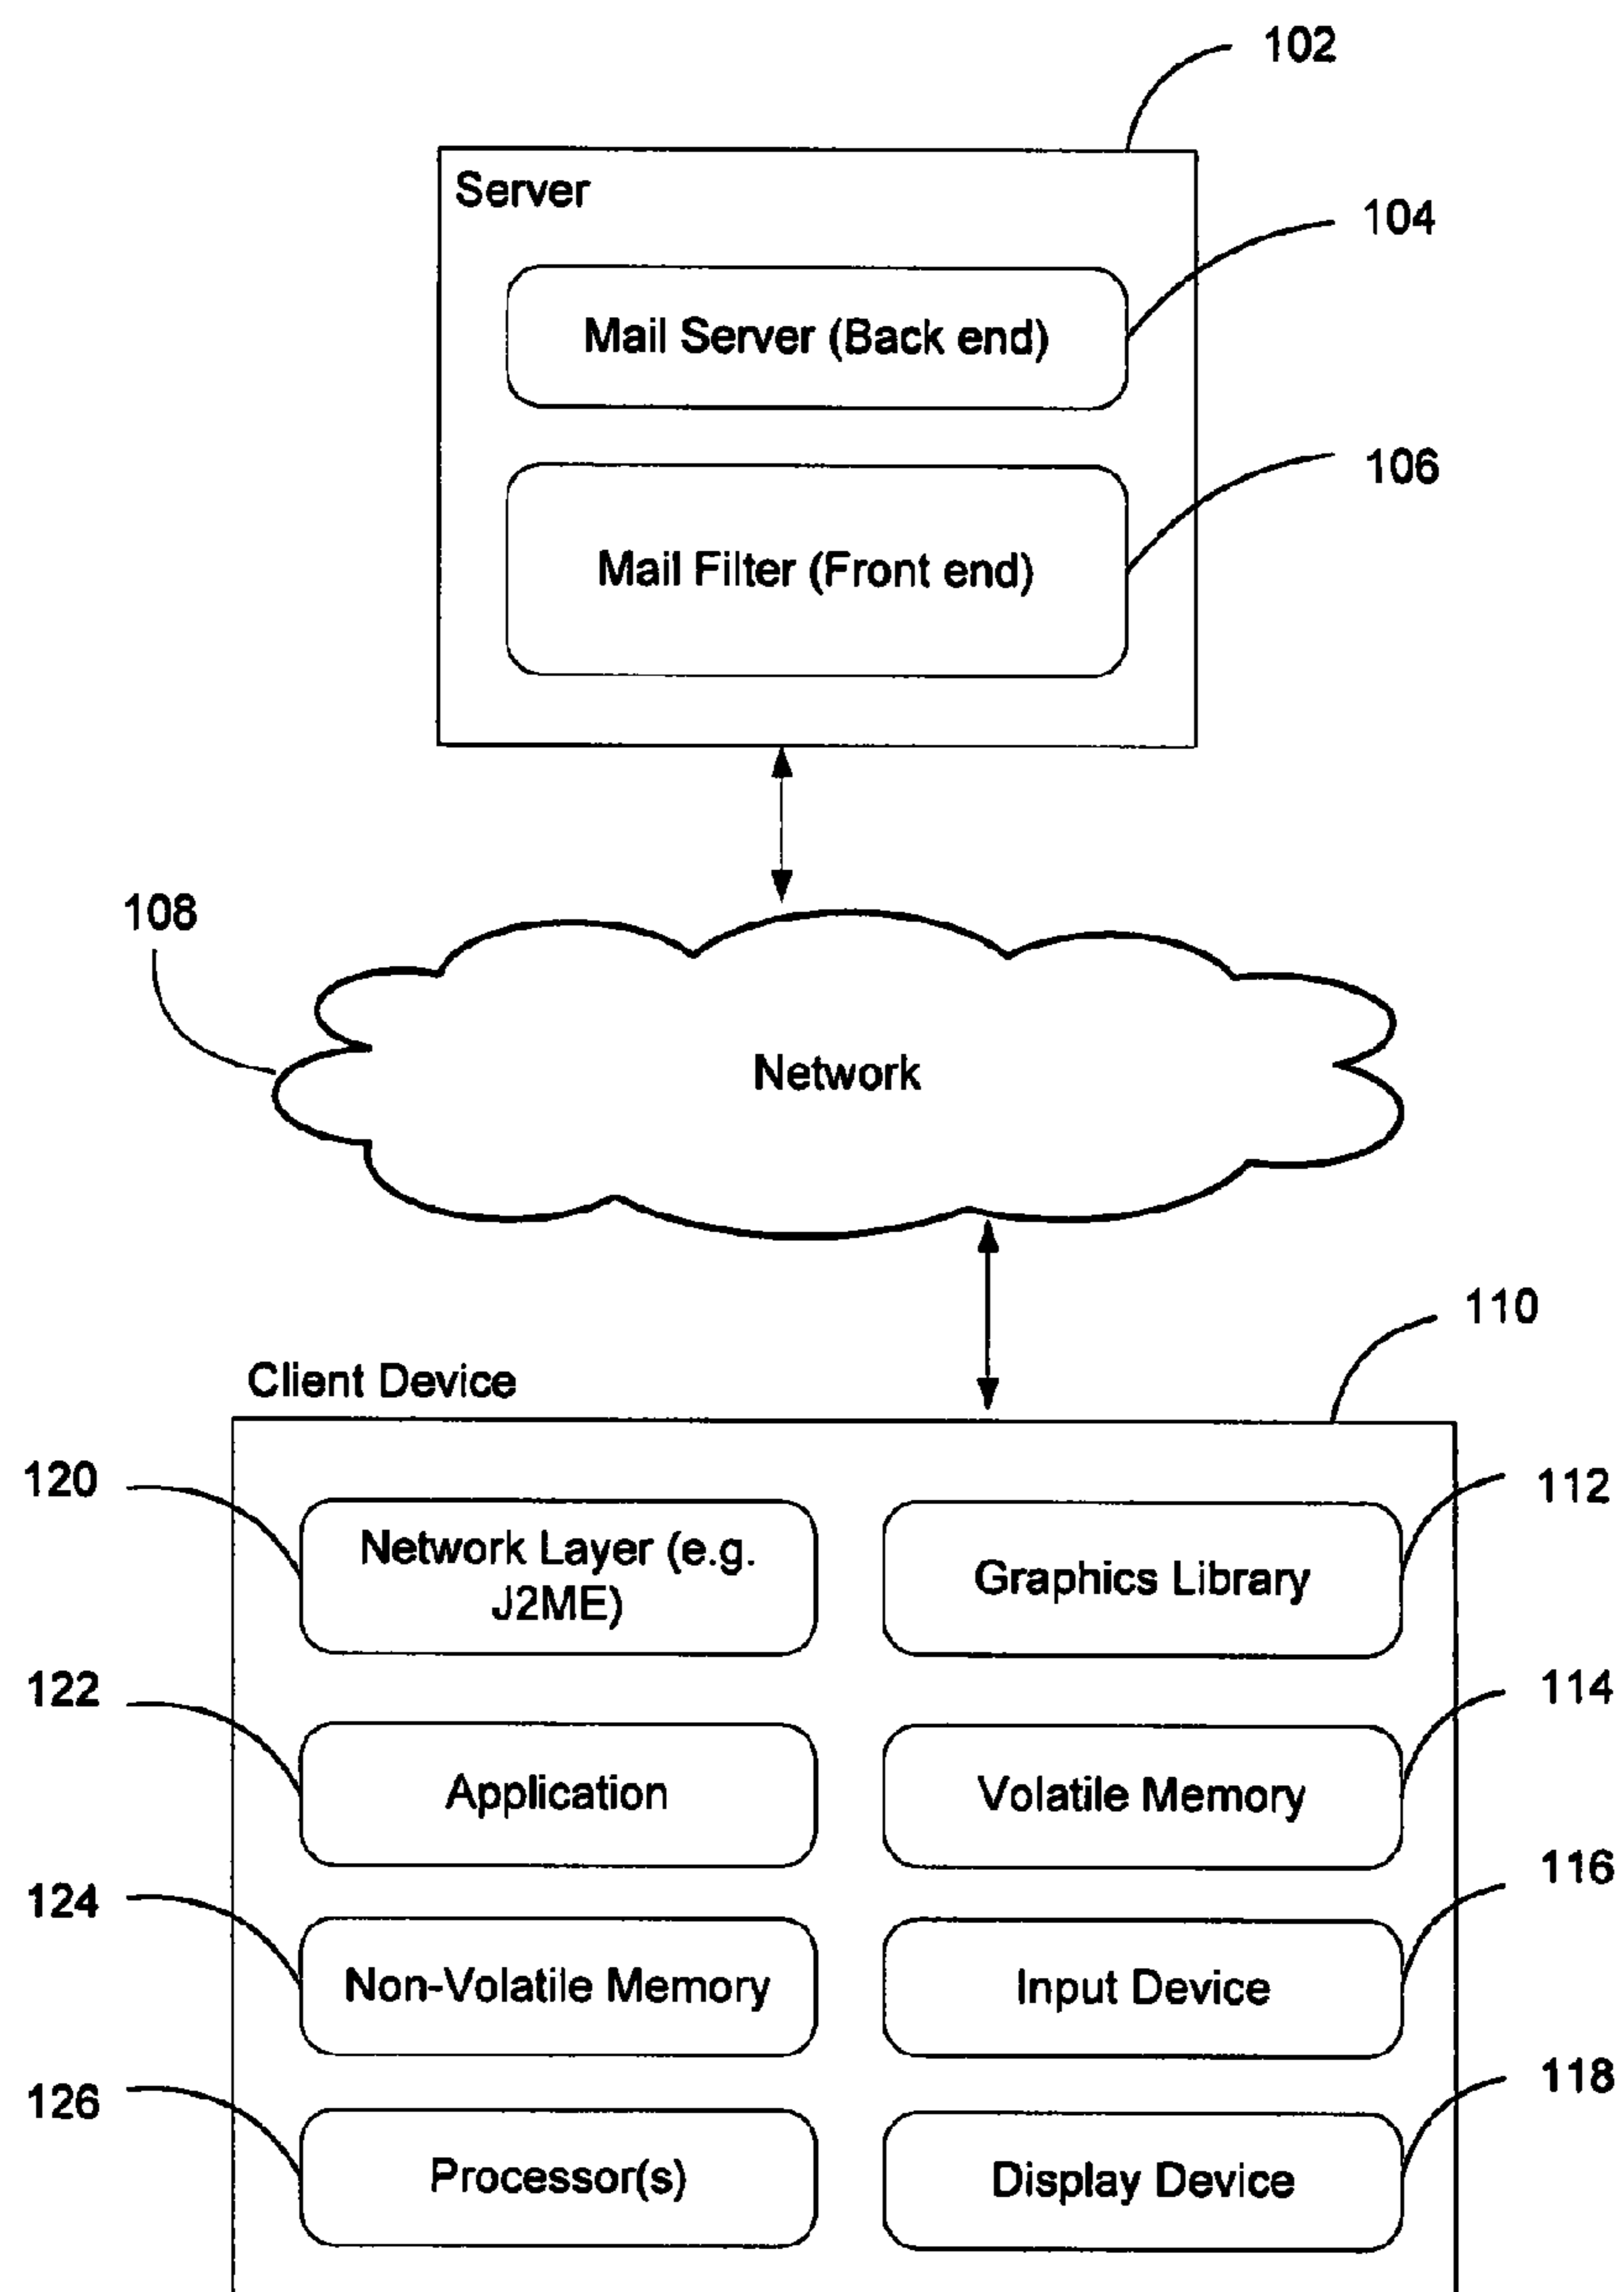 102
Server
104
Mail Server (Back end)
106
Mail Filter (Front end)
108
Network
110
Client Device
120
Network Layer (e.g.
J2ME)
112
Graphics Library
122
Application
114
Volatile Memory
124
Non-Volatile Memory
116
Input Device
126
Processor(s)
118
Display Device